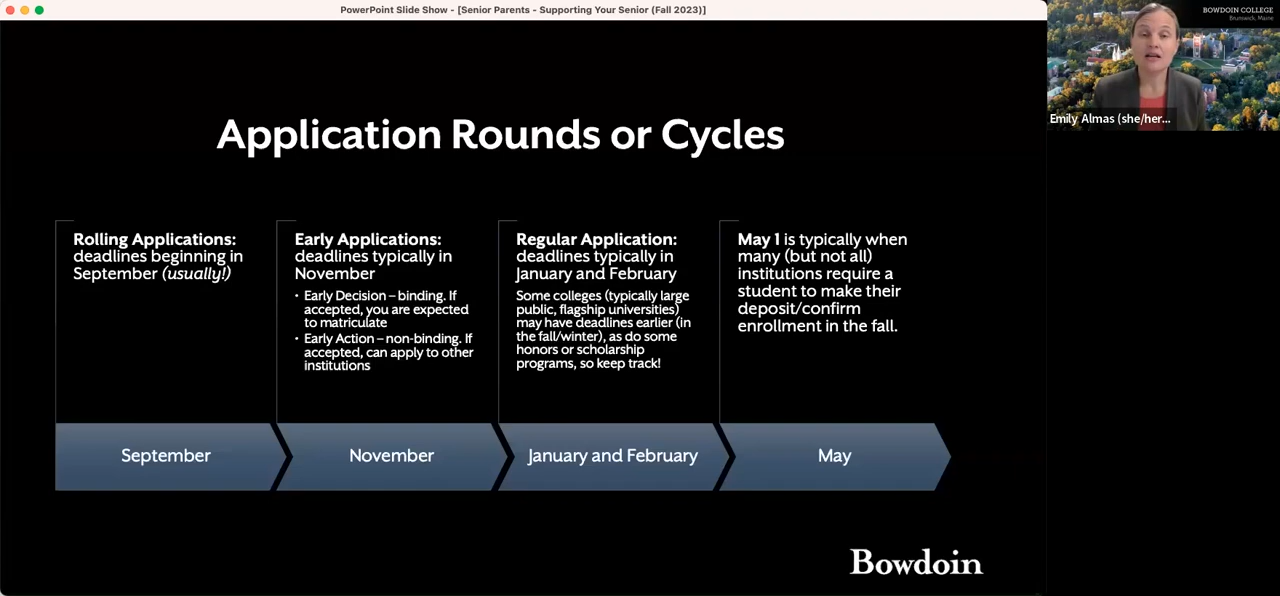 PowerPoint Slide Show - [Senior Parents - Supporting Your Senior (Fall 2023)]
BOWDOIN COLLEGE
Brunswick, Maine
Emily Almas (she/her...
Application Rounds or Cycles
Rolling Applications:
deadlines beginning in
September (usually!)
Early Applications:
deadlines typically in
November
• Early Decision – binding. If
accepted, you are expected
to matriculate
• Early Action – non-binding. If
accepted, can apply to other
institutions
Regular Application:
deadlines typically in
January and February
Some colleges (typically large
public, flagship universities)
may have deadlines earlier (in
the fall/winter), as do some
honors or scholarship
programs, so keep track!
May 1 is typically when
many (but not all)
institutions require a
student to make their
deposit/confirm
enrollment in the fall.
September
November
January and February
May
Bowdoin